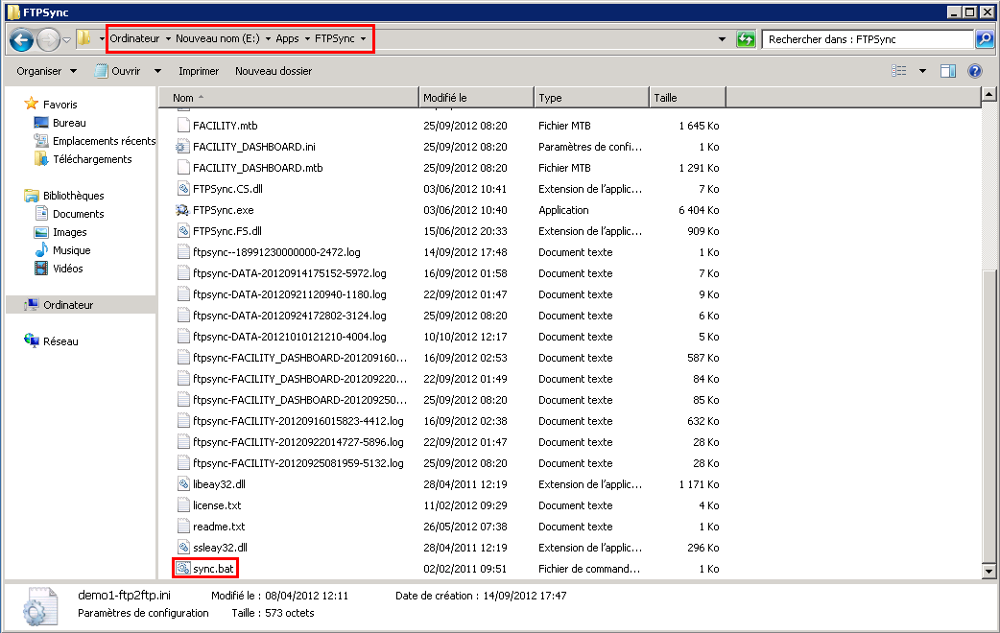 FTPSync
Ordinateur Nouveau nom (E:) Apps FTPSync Rechercher dans : FTPSync
Organiser Ouvrir Imprimer Nouveau dossier
Favoris
Bureau
Emplacements récents
Téléchargements
Bibliothèques
Documents
Images
Musique
Vidéos
Ordinateur
Réseau
Nom Modifié le Type Taille
FACILITY.mtb 25/09/2012 08:20 Fichier MTB 1 645 Ko
FACILITY_DASHBOARD.ini 25/09/2012 08:20 Paramètres de confi... 1 Ko
FACILITY_DASHBOARD.mtb 25/09/2012 08:20 Fichier MTB 1 291 Ko
FTPSync.CS.dll 03/06/2012 10:41 Extension de l'applic... 7 Ko
FTPSync.exe 03/06/2012 10:40 Application 6 404 Ko
FTPSync.FS.dll 15/06/2012 20:33 Extension de l'applic... 909 Ko
ftpsync--18991230000000-2472.log 14/09/2012 17:48 Document texte 1 Ko
ftpsync-DATA-20120914175152-5972.log 16/09/2012 01:58 Document texte 7 Ko
ftpsync-DATA-20120921120940-1180.log 22/09/2012 01:47 Document texte 9 Ko
ftpsync-DATA-20120924172802-3124.log 25/09/2012 08:20 Document texte 6 Ko
ftpsync-DATA-20121010121210-4004.log 10/10/2012 12:17 Document texte 5 Ko
ftpsync-FACILITY_DASHBOARD-201209160... 16/09/2012 02:53 Document texte 587 Ko
ftpsync-FACILITY_DASHBOARD-201209220... 22/09/2012 01:49 Document texte 84 Ko
ftpsync-FACILITY_DASHBOARD-201209250... 25/09/2012 08:20 Document texte 85 Ko
ftpsync-FACILITY-20120916015823-4412.log 16/09/2012 02:38 Document texte 632 Ko
ftpsync-FACILITY-20120922014727-5896.log 22/09/2012 01:47 Document texte 28 Ko
ftpsync-FACILITY-20120925081959-5132.log 25/09/2012 08:20 Document texte 28 Ko
libeay32.dll 28/04/2011 12:19 Extension de l'applic... 1 171 Ko
license.txt 11/02/2012 09:29 Document texte 4 Ko
readme.txt 26/05/2012 07:38 Document texte 1 Ko
ssleay32.dll 28/04/2011 12:19 Extension de l'applic... 296 Ko
sync.bat 02/02/2011 09:51 Fichier de command... 1 Ko
demo1-ftp2ftp.ini Modifié le : 08/04/2012 12:11 Date de création : 14/09/2012 17:47
Paramètres de configuration Taille : 573 octets